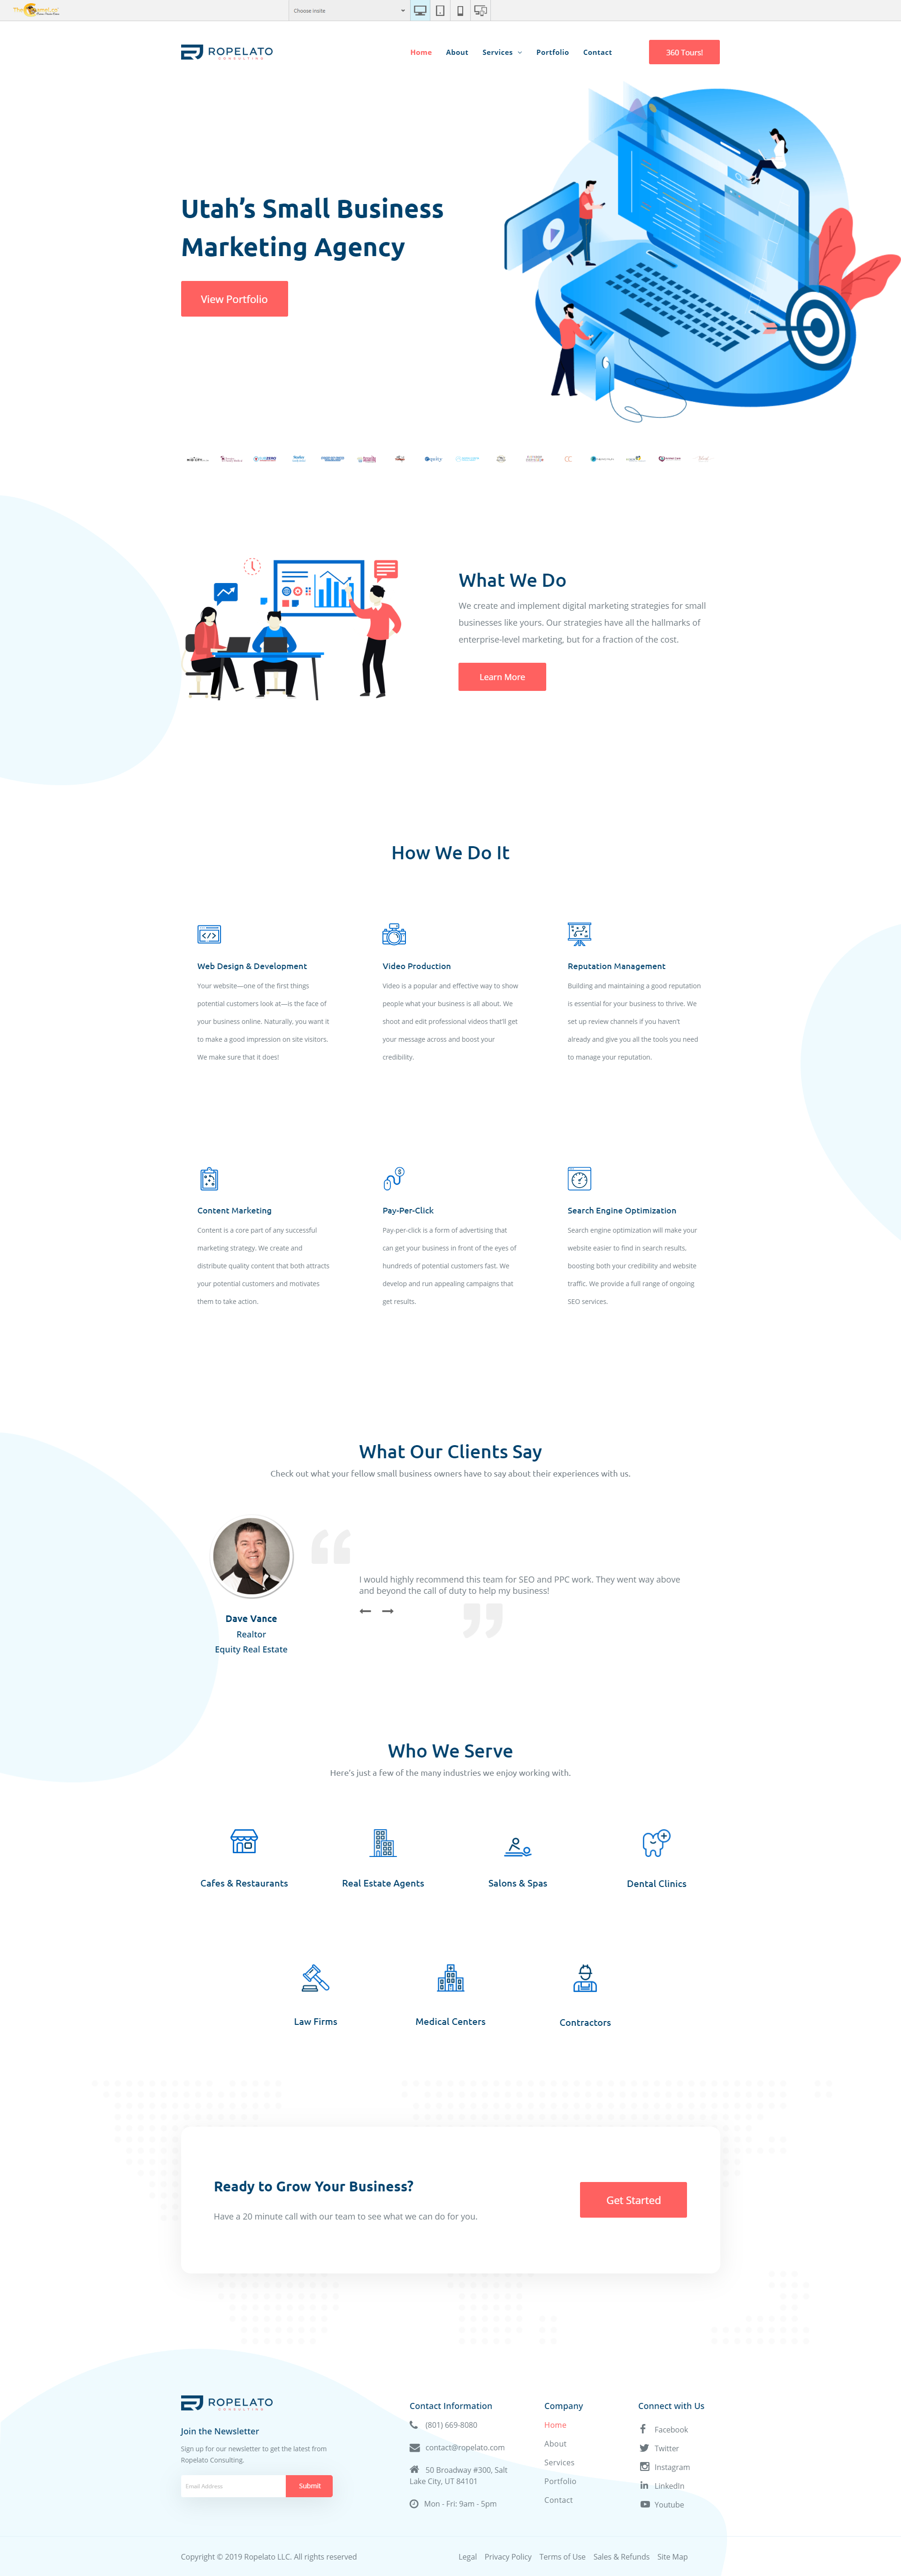 Choose insite
ROPELATO
CONSULTING
Home
About
Services
Portfolio
Contact
360 Tours!
Utah's Small Business
Marketing Agency
View Portfolio
What We Do
We create and implement digital marketing strategies for small
businesses like yours. Our strategies have all the hallmarks of
enterprise-level marketing, but for a fraction of the cost.
Learn More
How We Do It
Web Design & Development
Your website—one of the first things
potential customers look at—is the face of
your business online. Naturally, you want it
to make a good impression on site visitors.
We make sure that it does!
Video Production
Video is a popular and effective way to show
people what your business is all about. We
shoot and edit professional videos that'll get
your message across and boost your
credibility.
Reputation Management
Building and maintaining a good reputation
is essential for your business to thrive. We
set up review channels if you haven't
already and give you all the tools you need
to manage your reputation.
Content Marketing
Content is a core part of any successful
marketing strategy. We create and
distribute quality content that both attracts
your potential customers and motivates
them to take action.
Pay-Per-Click
Pay-per-click is a form of advertising that
can get your business in front of the eyes of
hundreds of potential customers fast. We
develop and run appealing campaigns that
get results.
Search Engine Optimization
Search engine optimization will make your
website easier to find in search results,
boosting both your credibility and website
traffic. We provide a full range of ongoing
SEO services.
What Our Clients Say
Check out what your fellow small business owners have to say about their experiences with us.
I would highly recommend this team for SEO and PPC work. They went way above
and beyond the call of duty to help my business!
Dave Vance
Realtor
Equity Real Estate
Who We Serve
Here's just a few of the many industries we enjoy working with.
Cafes & Restaurants
Real Estate Agents
Salons & Spas
Dental Clinics
Law Firms
Medical Centers
Contractors
Ready to Grow Your Business?
Have a 20 minute call with our team to see what we can do for you.
Get Started
ROPELATO
CONSULTING
Join the Newsletter
Sign up for our newsletter to get the latest from
Ropelato Consulting.
Email Address
Submit
Contact Information
(801) 669-8080
contact@ropelato.com
50 Broadway #300, Salt
Lake City, UT 84101
Mon - Fri: 9am - 5pm
Company
Home
About
Services
Portfolio
Contact
Connect with Us
Facebook
Twitter
Instagram
LinkedIn
Youtube
Copyright © 2019 Ropelato LLC. All rights reserved
Legal
Privacy Policy
Terms of Use
Sales & Refunds
Site Map